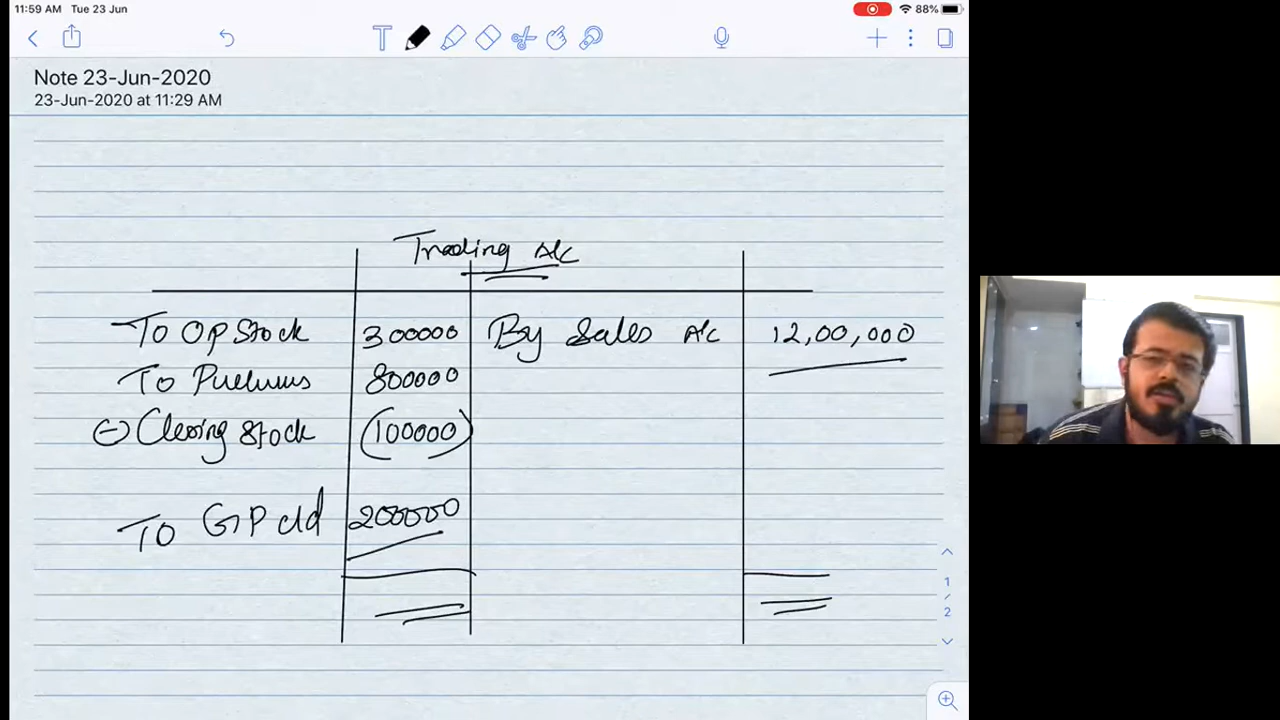 11:59 AM Tue 23 Jun
88%
Note 23-Jun-2020
23-Jun-2020 at 11:29 AM
Trading A/c
To Op Stock 300000 By Sales A/c 12,00,000
To 800000
(-) Closing Stock (100000)
To GP c/d 200000
1
/
2